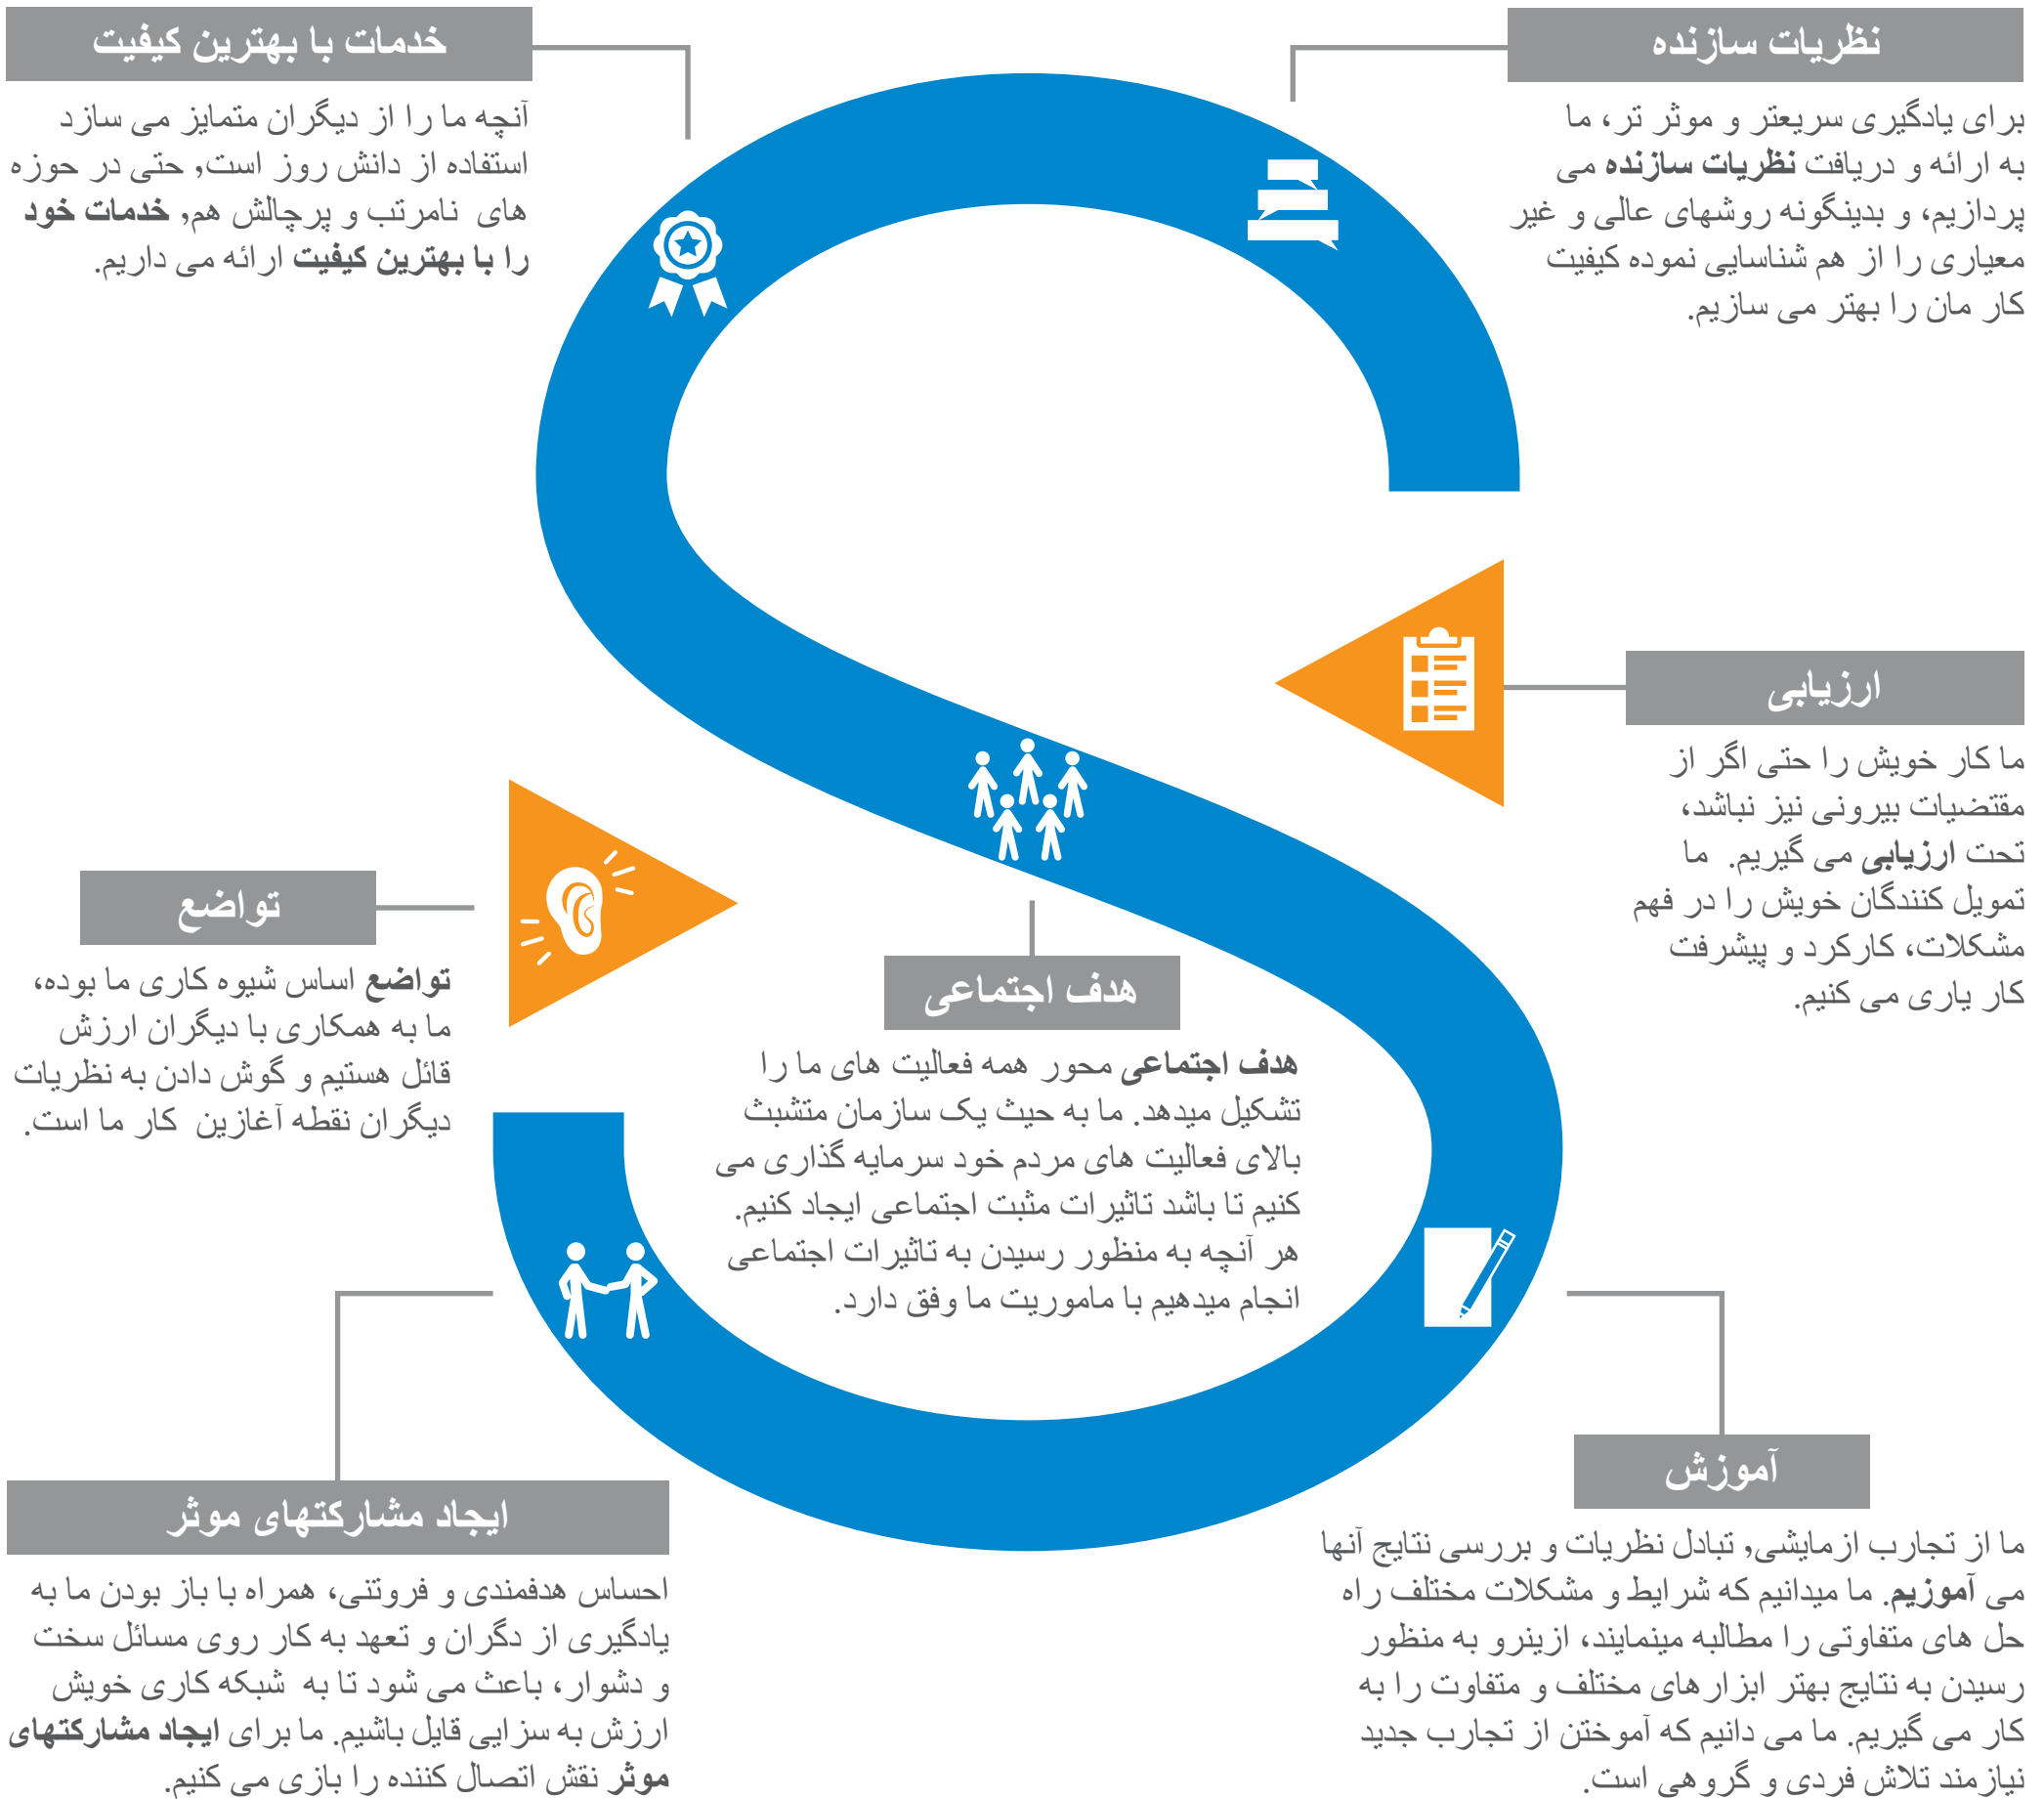 نظریات سازنده
برای یادگیری سریعتر و موثر تر، ما
به ارائه و دریافت نظریات سازنده می
پردازیم، و بدینگونه روشهای عالی و غیر
معیاری را از هم شناسایی نموده کیفیت
کار مان را بهتر می سازیم.
خدمات با بهترین کیفیت
آنچه ما را از دیگران متمایز می سازد
استفاده از دانش روز است, حتی در حوزه
های نامرتب و پرچالش هم, خدمات خود
را با بهترین کیفیت ارائه می داریم.
ارزیابی
ما کار خویش را حتی اگر از
مقتضیات بیرونی نیز نباشد،
تحت ارزیابی می گیریم. ما
تمویل کنندگان خویش را در فهم
مشکلات، کارکرد و پیشرفت
کار یاری می کنیم.
تواضع
تواضع اساس شیوه کاری ما بوده،
ما به همکاری با دیگران ارزش
قائل هستیم و گوش دادن به نظریات
دیگران نقطه آغازین کار ما است.
هدف اجتماعی
هدف اجتماعی محور همه فعالیت های ما را
تشکیل میدهد. ما به حیث یک سازمان متشبث
بالای فعالیت های مردم خود سرمایه گذاری می
کنیم تا باشد تاثیرات مثبت اجتماعی ایجاد کنیم.
هر آنچه به منظور رسیدن به تاثیرات اجتماعی
انجام میدهیم با ماموریت ما وفق دارد.
آموزش
ما از تجارب ازمایشی, تبادل نظریات و بررسی نتایج آنها
می آموزیم. ما میدانیم که شرایط و مشکلات مختلف راه
حل های متفاوتی را مطالبه مینمایند، ازینرو به منظور
رسیدن به نتایج بهتر ابزارهای مختلف و متفاوت را به
کار می گیریم. ما می دانیم که آموختن از تجارب جدید
نیازمند تلاش فردی و گروهی است.
ایجاد مشارکتهای موثر
احساس هدفمندی و فروتنی، همراه با باز بودن ما به
یادگیری از دگران و تعهد به کار روی مسائل سخت
و دشوار، باعث می شود تا به شبکه کاری خویش
ارزش به سزایی قایل باشیم. ما برای ایجاد مشارکتهای
موثر نقش اتصال کننده را بازی می کنیم.